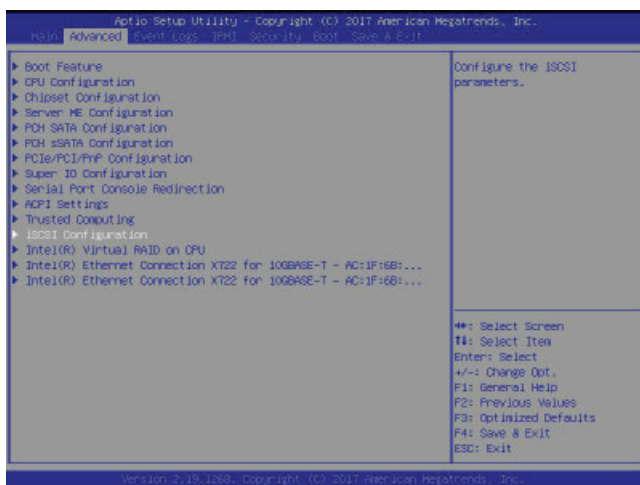 Aptio Setup Utility - Copyright (C) 2017 American Megatrends, Inc.
Main Advanced Event Logs IPMI Security Boot Save & Exit
Boot Feature
CPU Configuration
Chipset Configuration
Server ME Configuration
PCH SATA Configuration
PCH sSATA Configuration
PCIe/PCI/PnP Configuration
Super IO Configuration
Serial Port Console Redirection
ACPI Settings
Trusted Computing
iSCSI Configuration
Intel(R) Virtual RAID on CPU
Intel(R) Ethernet Connection X722 for 10GBASE-T - AC:1F:6B:...
Intel(R) Ethernet Connection X722 for 10GBASE-T - AC:1F:6B:...
Configure the iSCSI
parameters.
: Select Screen
: Select Item
Enter: Select
+/-: Change Opt.
F1: General Help
F2: Previous Values
F3: Optimized Defaults
F4: Save & Exit
ESC: Exit
Version 2.19.1268. Copyright (C) 2017 American Megatrends, Inc.